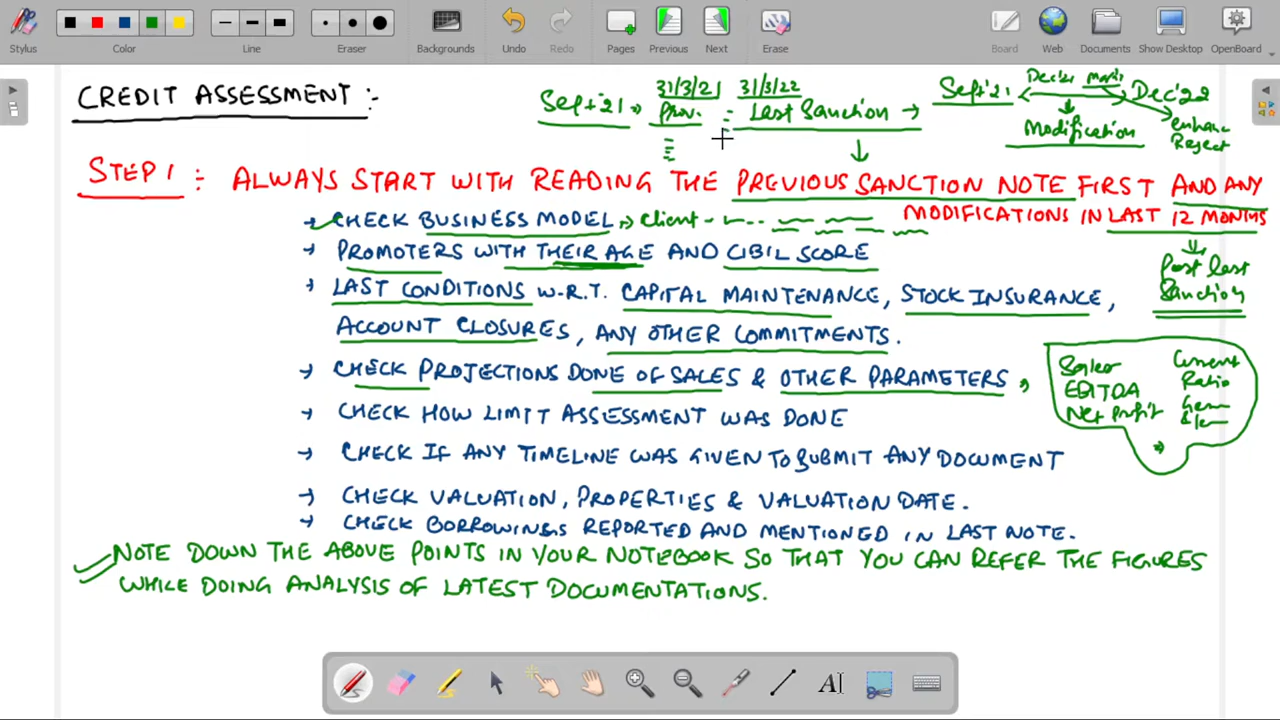 Stylus
Color
Line
Eraser
Backgrounds
Undo
Redo
Pages
Previous
Next
Erase
Board
Web
Documents
Show Desktop
OpenBoard
CREDIT ASSESSMENT :-
Sept'21 → 31/3/21 Prov. = 31/3/22 Last Sanction →
Sept'21 Dec'21 March Dec'22
Modification
enhance
Reject
STEP 1 :- ALWAYS START WITH READING THE PREVIOUS SANCTION NOTE FIRST AND ANY
MODIFICATIONS IN LAST 12 MONTHS
Post last
Sanction
→ CHECK BUSINESS MODEL → Client -
→ PROMOTERS WITH THEIR AGE AND CIBIL SCORE
→ LAST CONDITIONS W.R.T. CAPITAL MAINTENANCE, STOCK INSURANCE,
ACCOUNT CLOSURES, ANY OTHER COMMITMENTS.
→ CHECK PROJECTIONS DONE OF SALES & OTHER PARAMETERS →
Sales
EBITDA
Net Profit
Current
Ratio
→ CHECK HOW LIMIT ASSESSMENT WAS DONE
→ CHECK IF ANY TIMELINE WAS GIVEN TO SUBMIT ANY DOCUMENT
→ CHECK VALUATION, PROPERTIES & VALUATION DATE.
→ CHECK BORROWINGS REPORTED AND MENTIONED IN LAST NOTE.
NOTE DOWN THE ABOVE POINTS IN YOUR NOTEBOOK SO THAT YOU CAN REFER THE FIGURES
WHILE DOING ANALYSIS OF LATEST DOCUMENTATIONS.